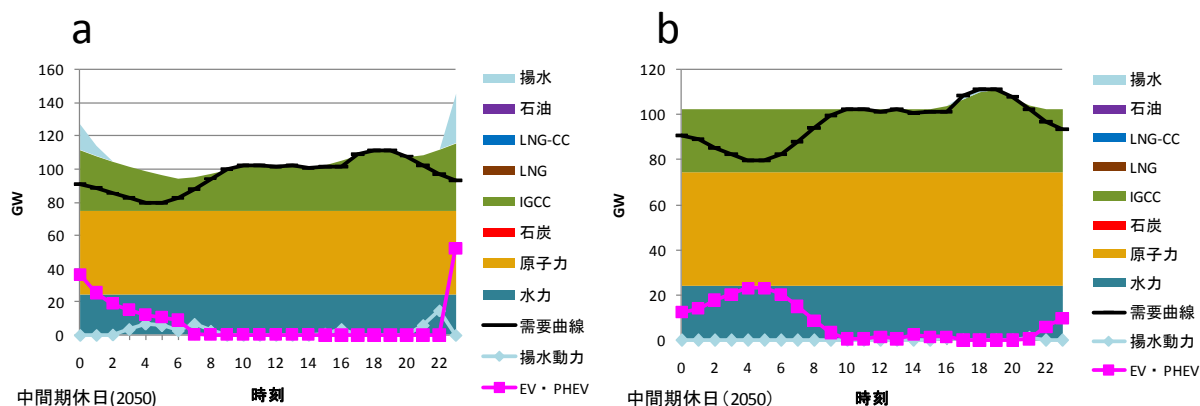 a
160
140
120
100
80
60
40
20
0
GW
0 2 4 6 8 10 12 14 16 18 20 22
中間期休日(2050)
時刻
揚水
石油
LNG-CC
LNG
IGCC
石炭
原子力
水力
需要曲線
揚水動力
EV・PHEV
b
120
100
80
60
40
20
0
GW
0 2 4 6 8 10 12 14 16 18 20 22
中間期休日（2050）
時刻
揚水
石油
LNG-CC
LNG
IGCC
石炭
原子力
水力
需要曲線
揚水動力
EV・PHEV